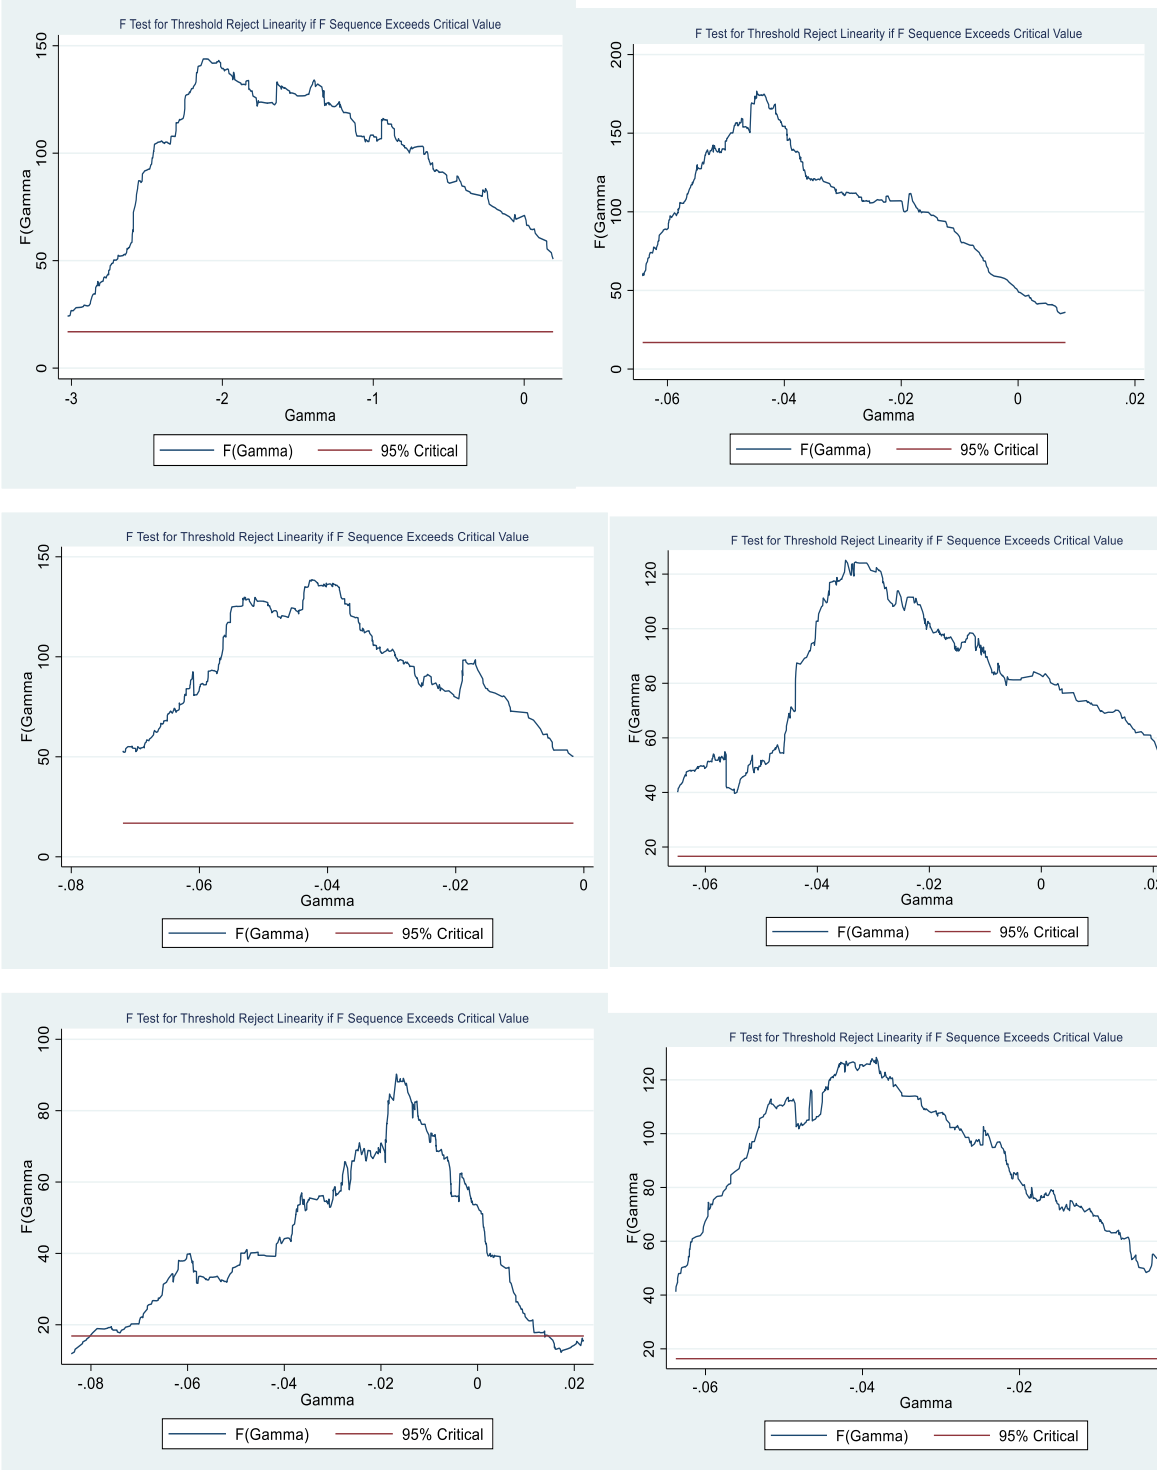 F Test for Threshold Reject Linearity if F Sequence Exceeds Critical Value
150
100
50
0
F(Gamma
-3 -2 -1 0
Gamma
F(Gamma) 95% Critical
F Test for Threshold Reject Linearity if F Sequence Exceeds Critical Value
200
150
100
50
0
F(Gamma
-.06 -.04 -.02 0 .02
Gamma
F(Gamma) 95% Critical
F Test for Threshold Reject Linearity if F Sequence Exceeds Critical Value
150
100
50
0
F(Gamma
-.08 -.06 -.04 -.02 0
Gamma
F(Gamma) 95% Critical
F Test for Threshold Reject Linearity if F Sequence Exceeds Critical Value
120
100
80
60
40
20
F(Gamma
-.06 -.04 -.02 0
Gamma
F(Gamma) 95% Critical
F Test for Threshold Reject Linearity if F Sequence Exceeds Critical Value
100
80
60
40
20
F(Gamma
-.08 -.06 -.04 -.02 0 .02
Gamma
F(Gamma) 95% Critical
F Test for Threshold Reject Linearity if F Sequence Exceeds Critical Value
120
100
80
60
40
20
F(Gamma
-.06 -.04 -.02
Gamma
F(Gamma) 95% Critical